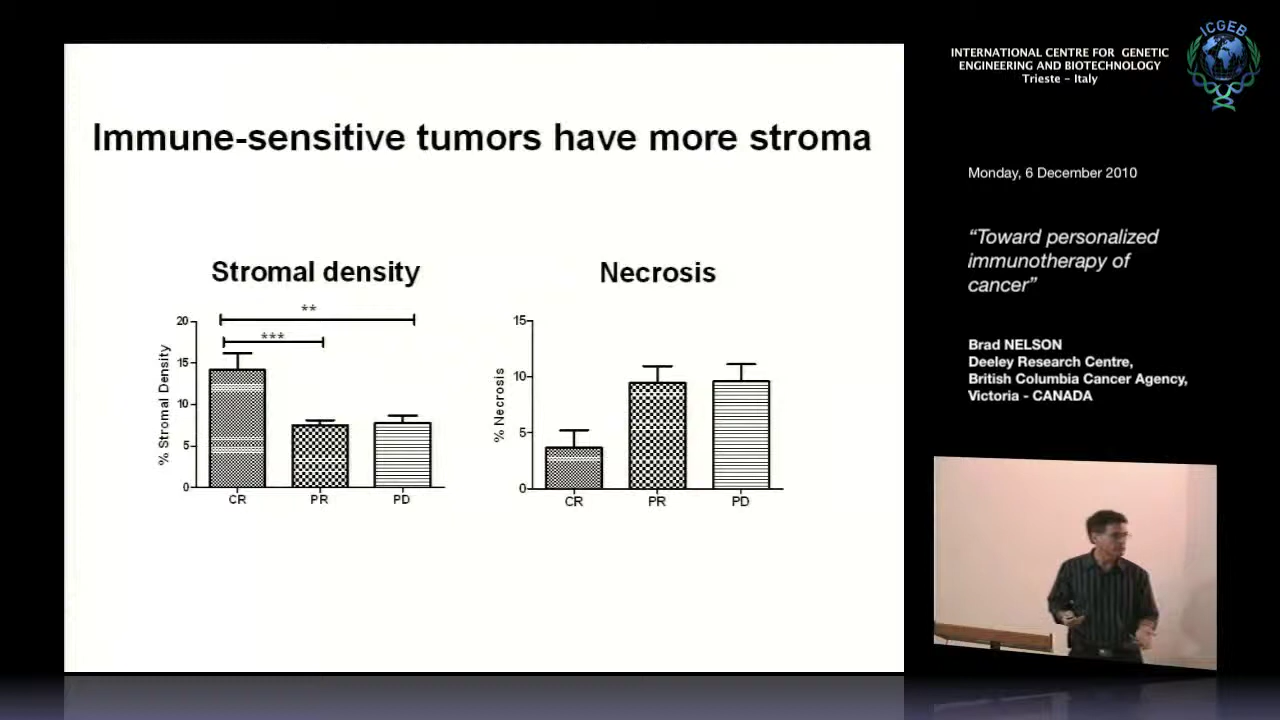 Immune-sensitive tumors have more stroma
Stromal density
**
***
% Stromal Density
20
15
10
5
0
CR
PR
PD
Necrosis
% Necrosis
15
10
5
0
CR
PR
PD
ICGEB
INTERNATIONAL CENTRE FOR GENETIC
ENGINEERING AND BIOTECHNOLOGY
Trieste - Italy
Monday, 6 December 2010
“Toward personalized
immunotherapy of
cancer”
Brad NELSON
Deeley Research Centre,
British Columbia Cancer Agency,
Victoria - CANADA